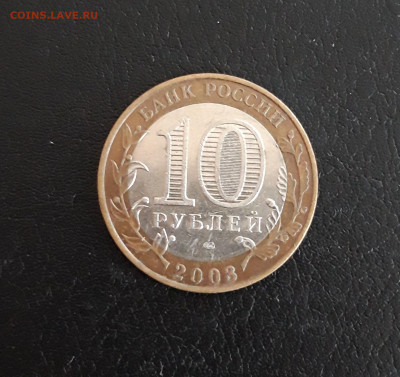 COINS.LAVE.RU
БАНК РОССИИ
10
РУБЛЕЙ
2003